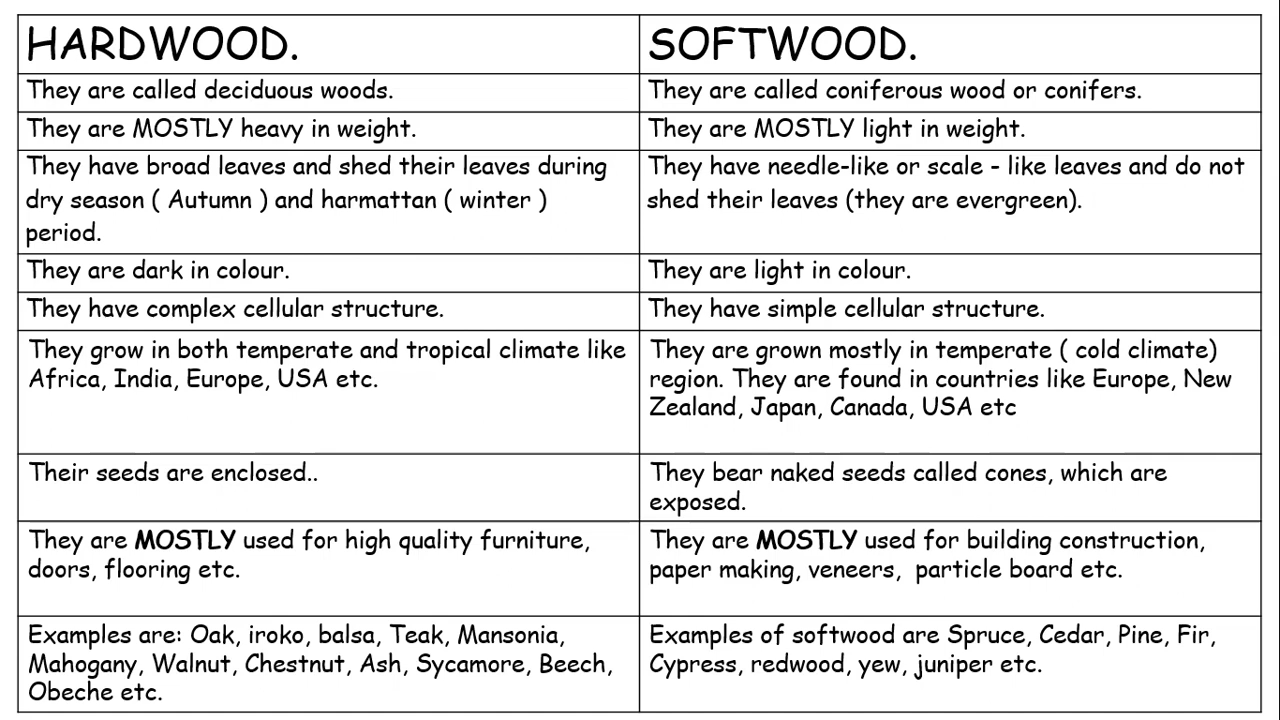 HARDWOOD.
SOFTWOOD.
They are called deciduous woods.
They are called coniferous wood or conifers.
They are MOSTLY heavy in weight.
They are MOSTLY light in weight.
They have broad leaves and shed their leaves during
dry season ( Autumn ) and harmattan ( winter )
period.
They have needle-like or scale - like leaves and do not
shed their leaves (they are evergreen).
They are dark in colour.
They are light in colour.
They have complex cellular structure.
They have simple cellular structure.
They grow in both temperate and tropical climate like
Africa, India, Europe, USA etc.
They are grown mostly in temperate ( cold climate)
region. They are found in countries like Europe, New
Zealand, Japan, Canada, USA etc
Their seeds are enclosed..
They bear naked seeds called cones, which are
exposed.
They are MOSTLY used for high quality furniture,
doors, flooring etc.
They are MOSTLY used for building construction,
paper making, veneers,  particle board etc.
Examples are: Oak, iroko, balsa, Teak, Mansonia,
Mahogany, Walnut, Chestnut, Ash, Sycamore, Beech,
Obeche etc.
Examples of softwood are Spruce, Cedar, Pine, Fir,
Cypress, redwood, yew, juniper etc.